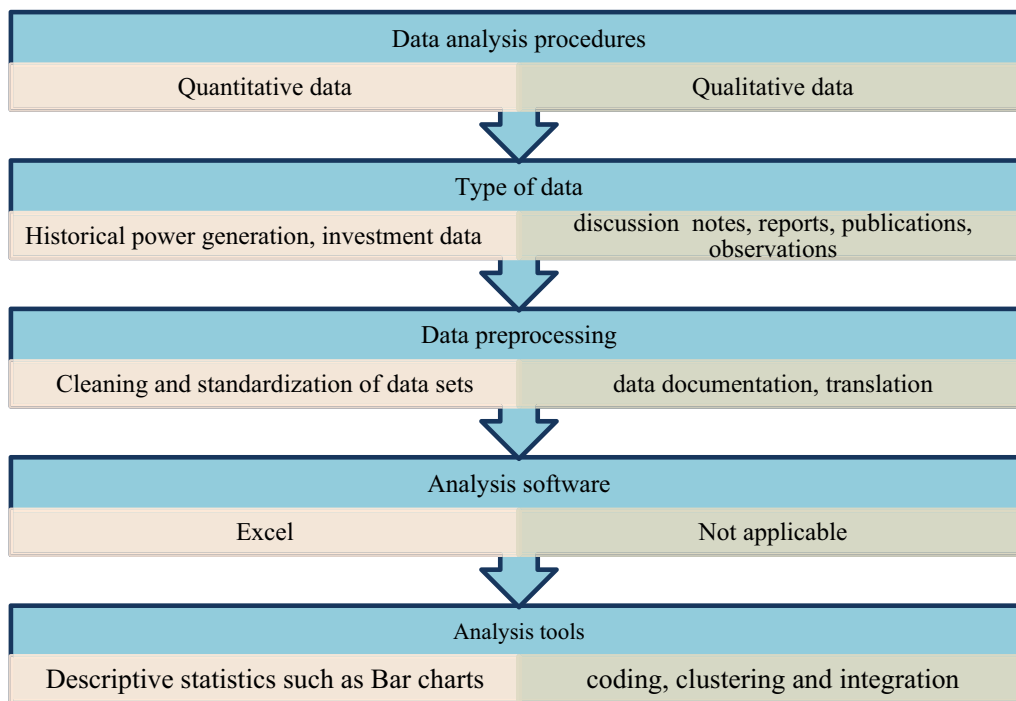 Data analysis procedures
Quantitative data
Qualitative data
Type of data
Historical power generation, investment data
discussion notes, reports, publications,
observations
Data preprocessing
Cleaning and standardization of data sets
data documentation, translation
Analysis software
Excel
Not applicable
Analysis tools
Descriptive statistics such as Bar charts
coding, clustering and integration